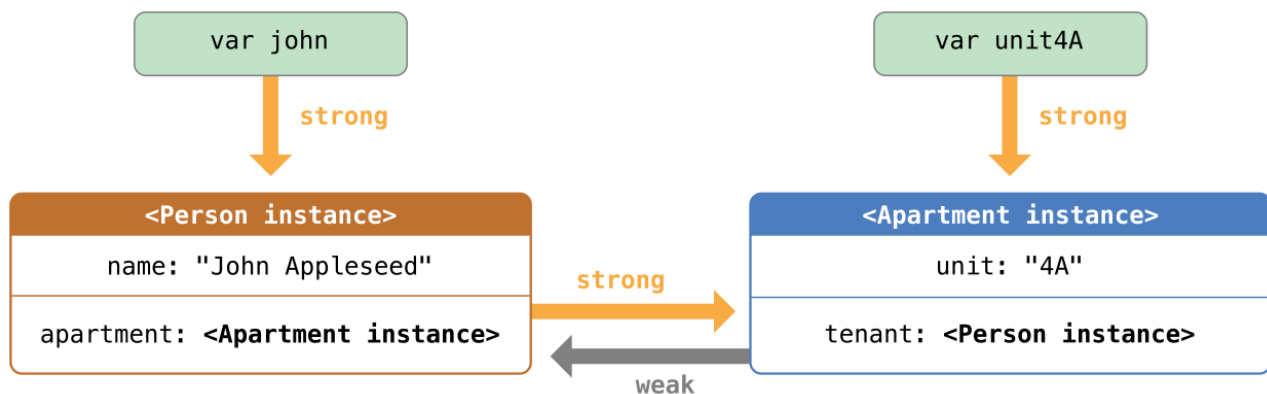 var john
var unit4A
strong
strong
<Person instance>
<Apartment instance>
name: "John Appleseed"
unit: "4A"
strong
apartment: <Apartment instance>
tenant: <Person instance>
weak